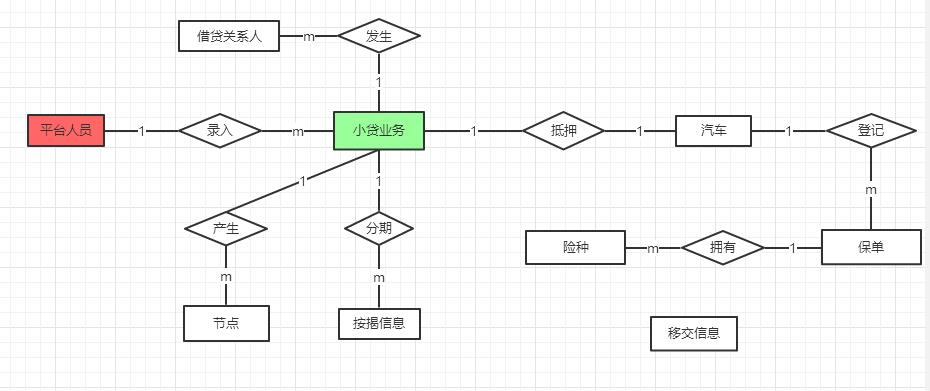 借贷关系人
m
发生
1
平台人员
1
录入
m
小贷业务
1
抵押
1
汽车
1
登记
1
1
m
产生
分期
险种
m
拥有
1
保单
m
m
节点
按揭信息
移交信息